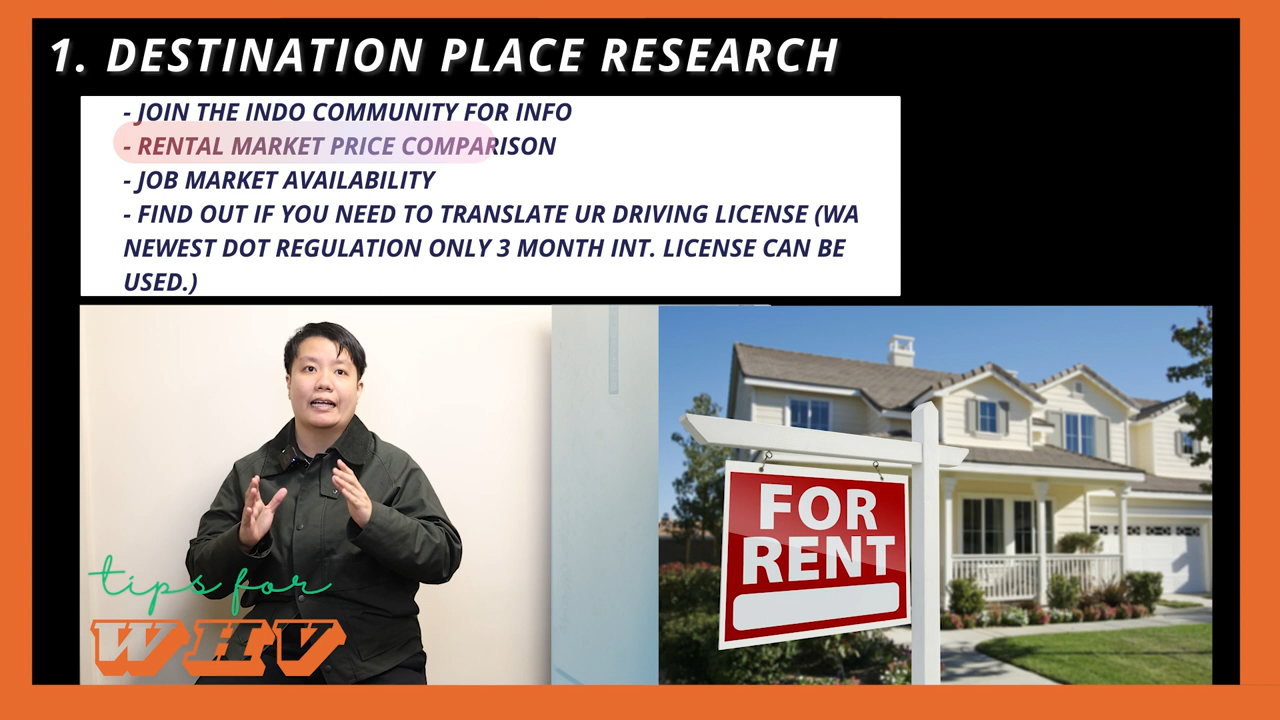 1. DESTINATION PLACE RESEARCH
- JOIN THE INDO COMMUNITY FOR INFO
- RENTAL MARKET PRICE COMPARISON
- JOB MARKET AVAILABILITY
- FIND OUT IF YOU NEED TO TRANSLATE UR DRIVING LICENSE (WA
NEWEST DOT REGULATION ONLY 3 MONTH INT. LICENSE CAN BE
USED.)
FOR
RENT
tips for
WHV